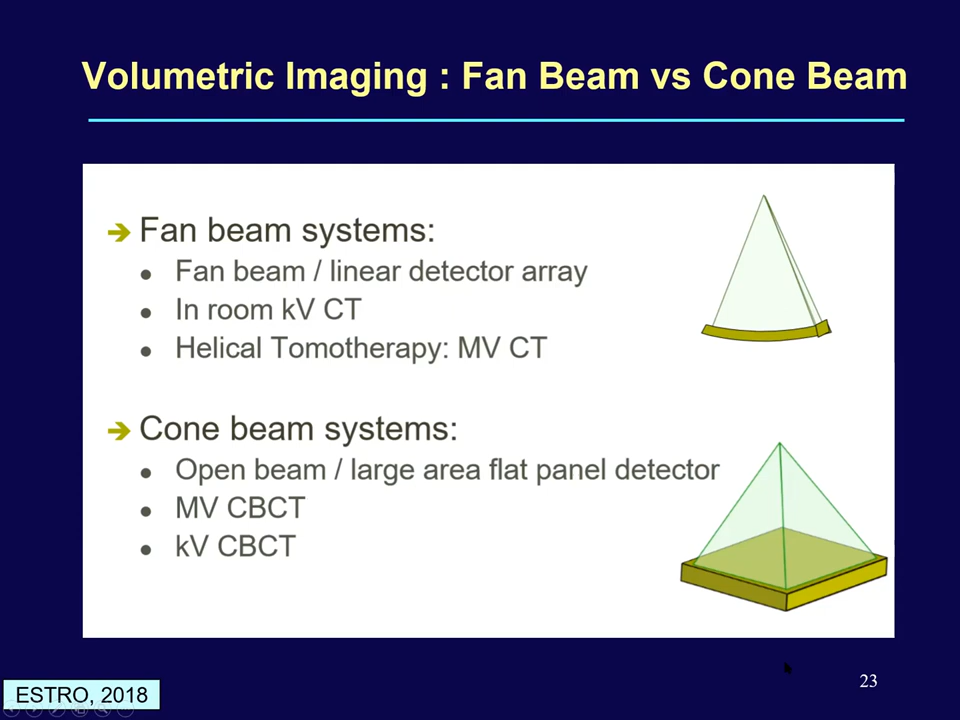 Volumetric Imaging : Fan Beam vs Cone Beam
Fan beam systems:
Fan beam / linear detector array
In room kV CT
Helical Tomotherapy: MV CT
Cone beam systems:
Open beam / large area flat panel detector
MV CBCT
kV CBCT
ESTRO, 2018
23